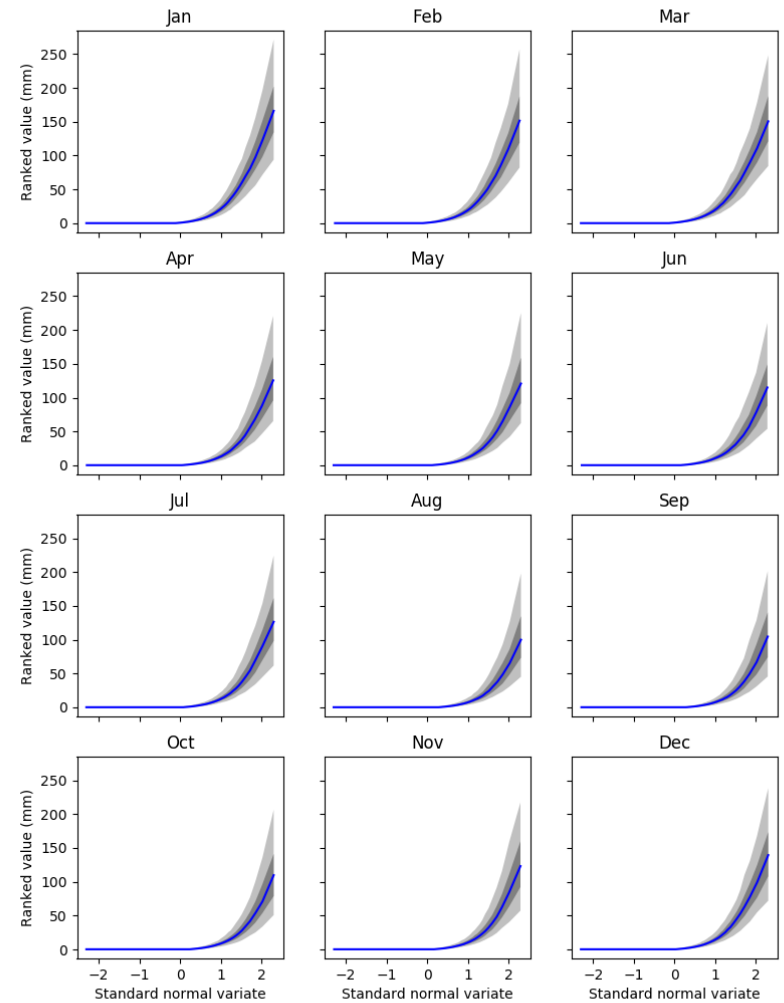 Jan Feb Mar
Ranked value (mm)
250
200
150
100
50
0
Apr May Jun
Ranked value (mm)
250
200
150
100
50
0
Jul Aug Sep
Ranked value (mm)
250
200
150
100
50
0
Oct Nov Dec
Ranked value (mm)
250
200
150
100
50
0
−2 −1 0 1 2 −2 −1 0 1 2 −2 −1 0 1 2
Standard normal variate Standard normal variate Standard normal variate